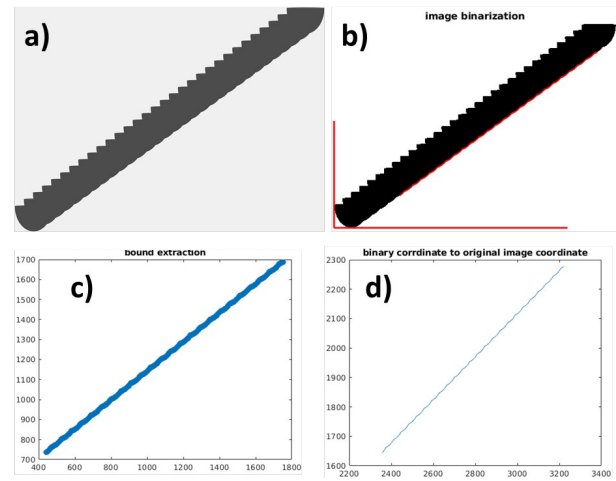 a)
image binarization
b)
bound extraction
c)
1700
1600
1500
1400
1300
1200
1100
1000
900
800
700
400 600 800 1000 1200 1400 1600 1800
binary corrdinate to original image coordinate
d)
2300
2200
2100
2000
1900
1800
1700
1600
2200 2400 2600 2800 3000 3200 3400